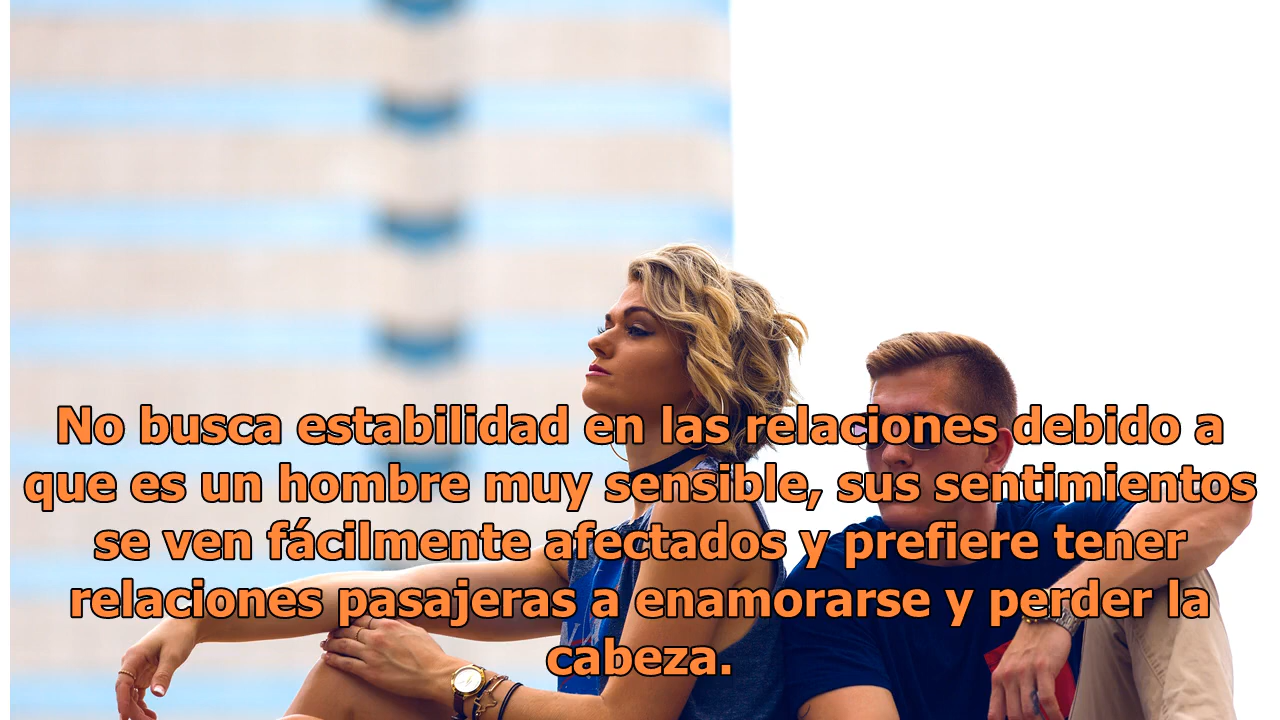 No busca estabilidad en las relaciones debido a
que es un hombre muy sensible, sus sentimientos
se ven fácilmente afectados y prefiere tener
relaciones pasajeras a enamorarse y perder la
cabeza.